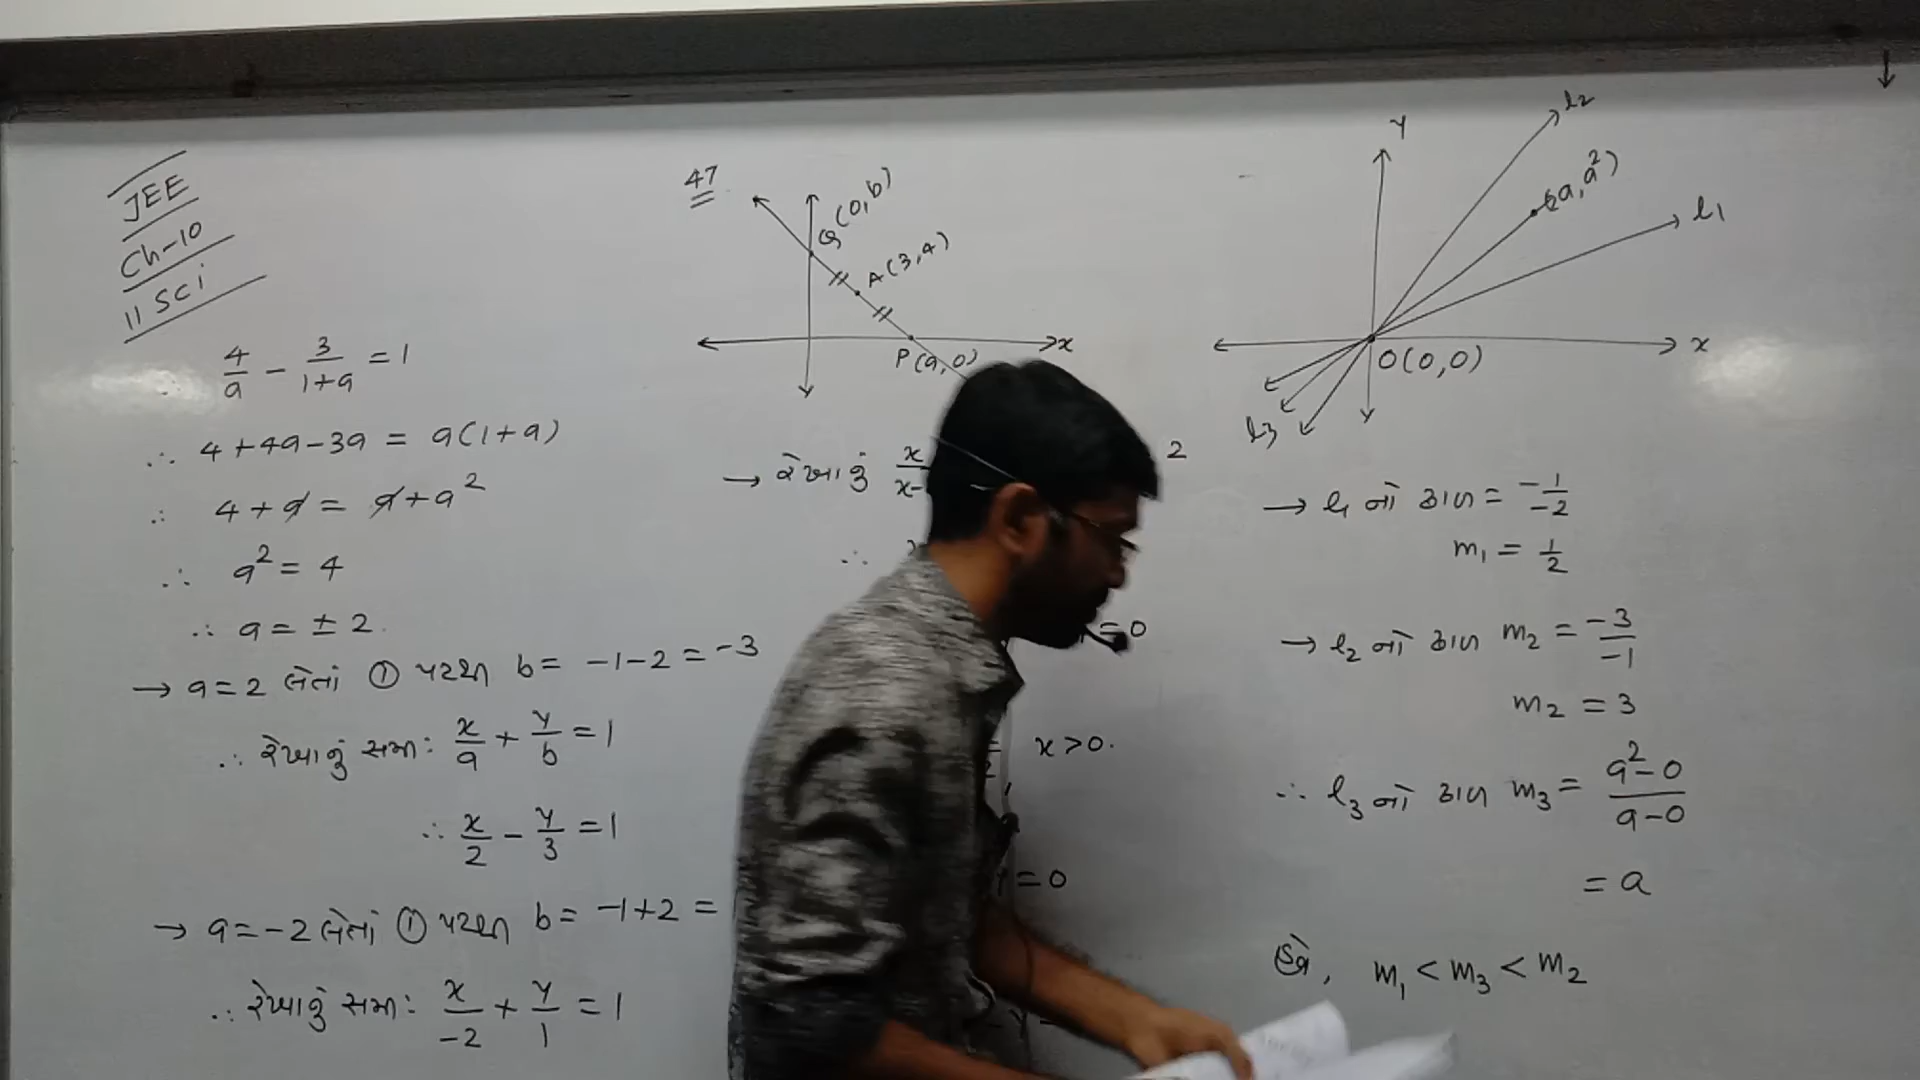 JEE
Ch-10
11 Sci
∴ 4/a - 3/(1+a) = 1
∴ 4+4a-3a = a(1+a)
∴ 4+a = a+a²
∴ a² = 4
∴ a = ± 2
→ a=2 લેતાં ① પરથી b = -1-2 = -3
∴ રેખાનું સમી: x/a + y/b = 1
∴ x/2 - y/3 = 1
→ a=-2 લેતાં ① પરથી b = -1+2 =
∴ રેખાનું સમી: x/-2 + y/1 = 1
47
Q(0,b)
A(3,4)
P(a,0)
x
→ રેખાનું x
x-
2
∴
=0
x>0.
=0
l2
y
(a,a²)
l1
x
O(0,0)
l3
→ l1 નો ઢાળ = -1/-2
m1 = 1/2
→ l2 નો ઢાળ m2 = -3/-1
m2 = 3
∴ l3 નો ઢાળ m3 = (a²-0)/(a-0)
= a
હવે, m1 < m3 < m2